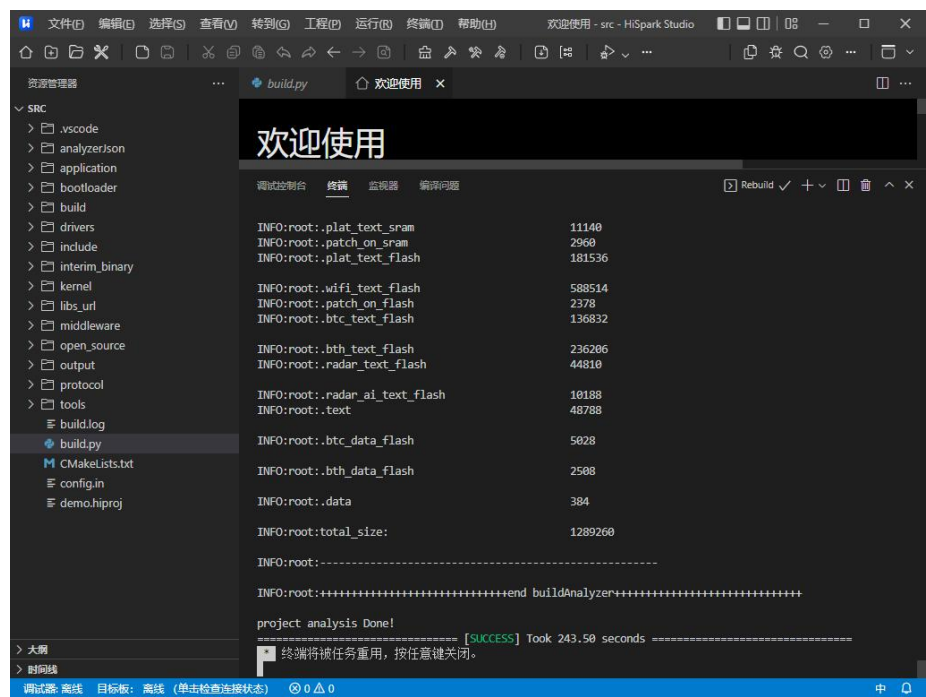 文件(F) 编辑(E) 选择(S) 查看(V) 转到(G) 工程(P) 运行(R) 终端(T) 帮助(H) 欢迎使用 - src - HiSpark Studio
资源管理器
build.py 欢迎使用
SRC
.vscode
analyzerJson
application
bootloader
build
drivers
include
interim_binary
kernel
libs_url
middleware
open_source
output
protocol
tools
build.log
build.py
CMakeLists.txt
config.in
demo.hiproj
大纲
时间线
欢迎使用
调试控制台 终端 监视器 编译问题 Rebuild
INFO:root:.plat_text_sram 11140
INFO:root:.patch_on_sram 2960
INFO:root:.plat_text_flash 181536
INFO:root:.wifi_text_flash 588514
INFO:root:.patch_on_flash 2378
INFO:root:.btc_text_flash 136832
INFO:root:.bth_text_flash 236206
INFO:root:.radar_text_flash 44810
INFO:root:.radar_ai_text_flash 10188
INFO:root:.text 48788
INFO:root:.btc_data_flash 5028
INFO:root:.bth_data_flash 2508
INFO:root:.data 384
INFO:root:total_size: 1289260
INFO:root:------------------------------------------------------
INFO:root:++++++++++++++++++++++++++++++end buildAnalyzer++++++++++++++++++++++++++++++
project analysis Done!
================================ [SUCCESS] Took 243.50 seconds ================================
* 终端将被任务重用，按任意键关闭。
调试器: 离线 目标板: 离线 (单击检查连接状态) 0 0 中